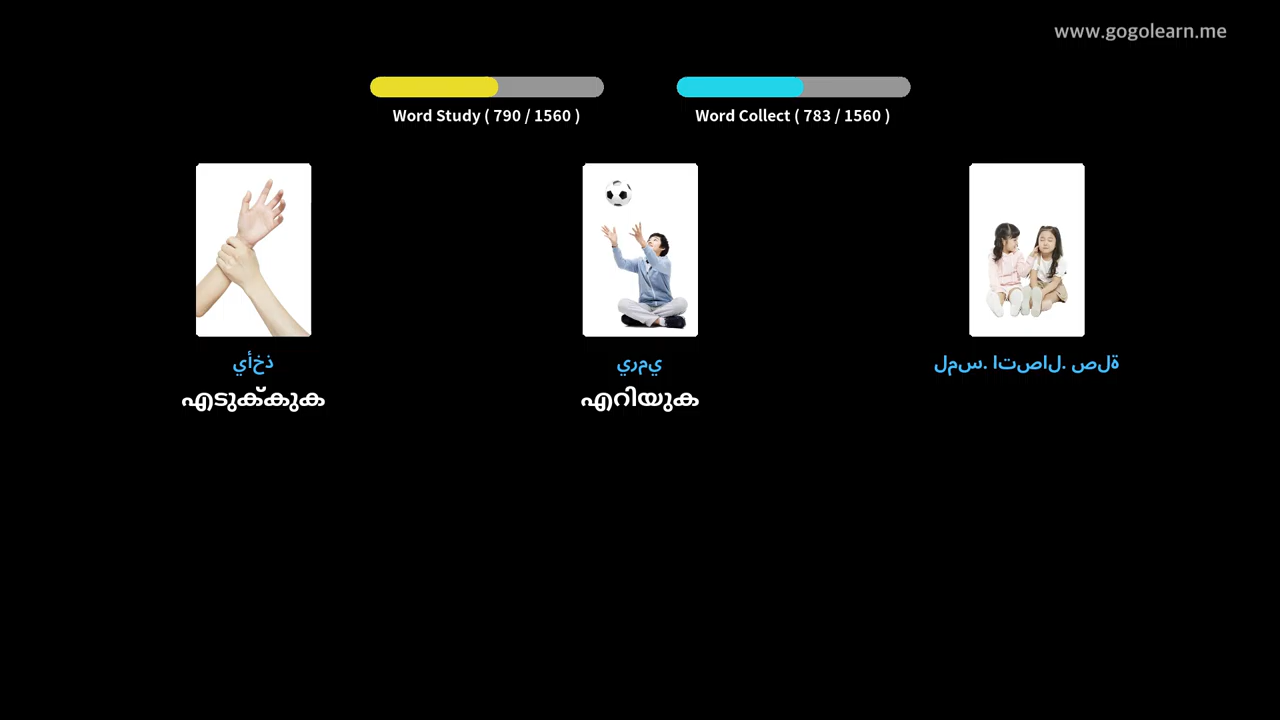 www.gogolearn.me
Word Study ( 790 / 1560 )
Word Collect ( 783 / 1560 )
يأخذ
എടുക്കുക
يرمي
എറിയുക
لمس. اتصال. صلة